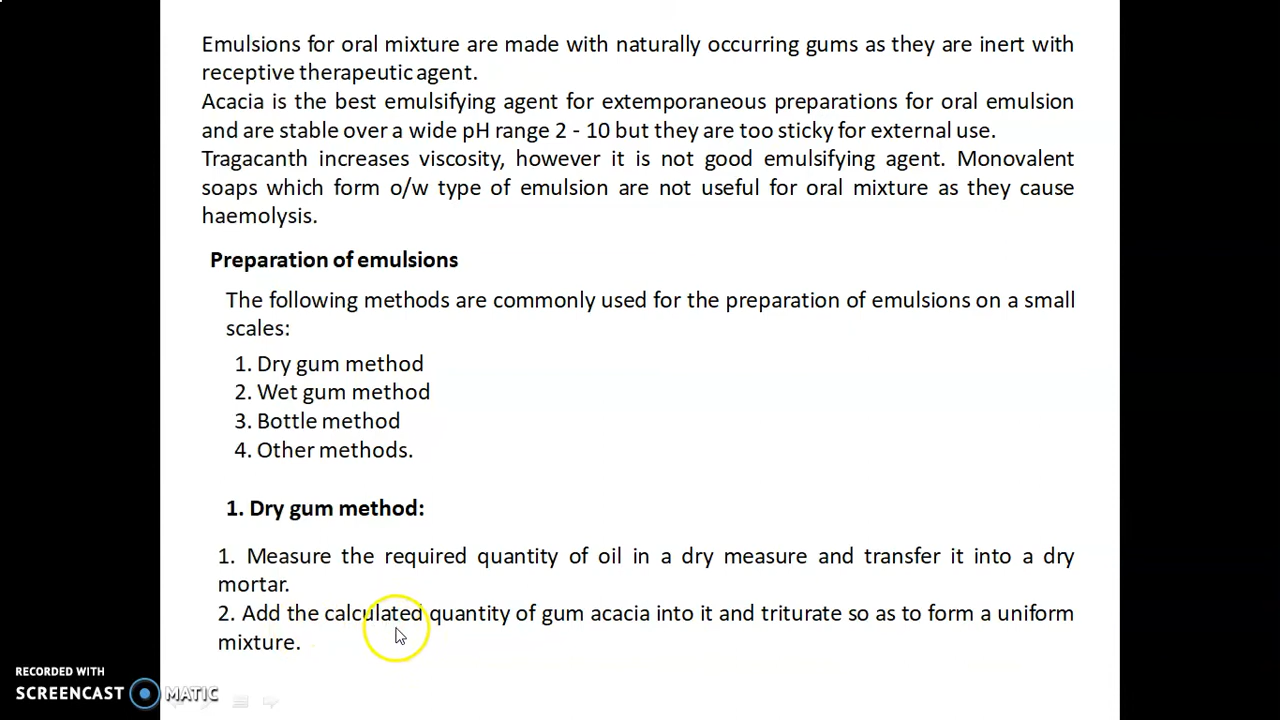 Emulsions for oral mixture are made with naturally occurring gums as they are inert with
receptive therapeutic agent.
Acacia is the best emulsifying agent for extemporaneous preparations for oral emulsion
and are stable over a wide pH range 2 - 10 but they are too sticky for external use.
Tragacanth increases viscosity, however it is not good emulsifying agent. Monovalent
soaps which form o/w type of emulsion are not useful for oral mixture as they cause
haemolysis.
Preparation of emulsions
The following methods are commonly used for the preparation of emulsions on a small
scales:
1. Dry gum method
2. Wet gum method
3. Bottle method
4. Other methods.
1. Dry gum method:
1. Measure the required quantity of oil in a dry measure and transfer it into a dry
mortar.
2. Add the calculated quantity of gum acacia into it and triturate so as to form a uniform
mixture.
RECORDED WITH
SCREENCAST MATIC